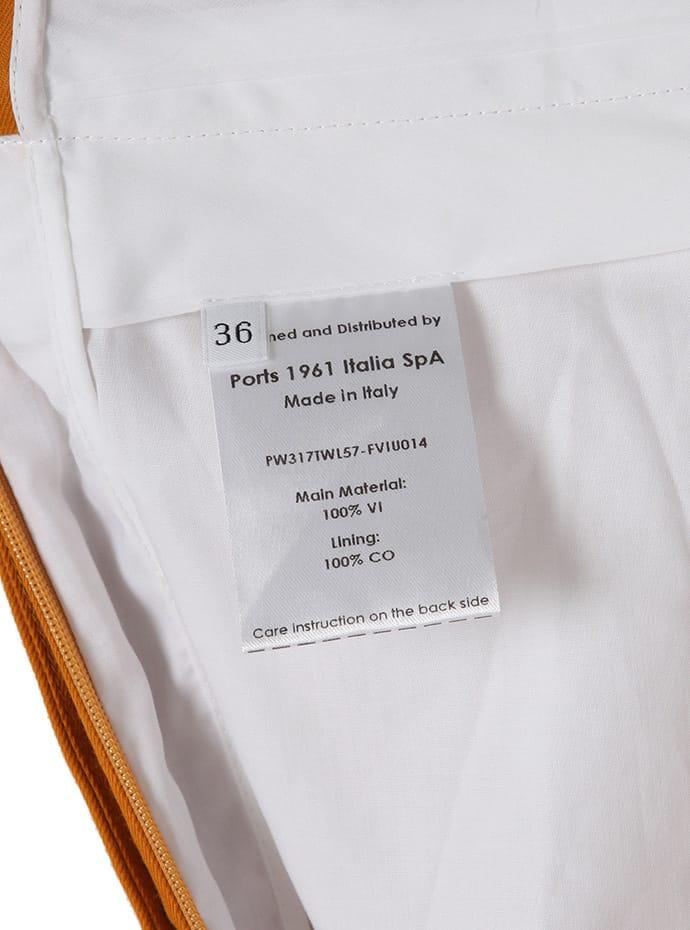 36
ned and Distributed by
Ports 1961 Italia SpA
Made in Italy
PW317TWL57-FVIU014
Main Material:
100% VI
Lining:
100% CO
Care instruction on the back side